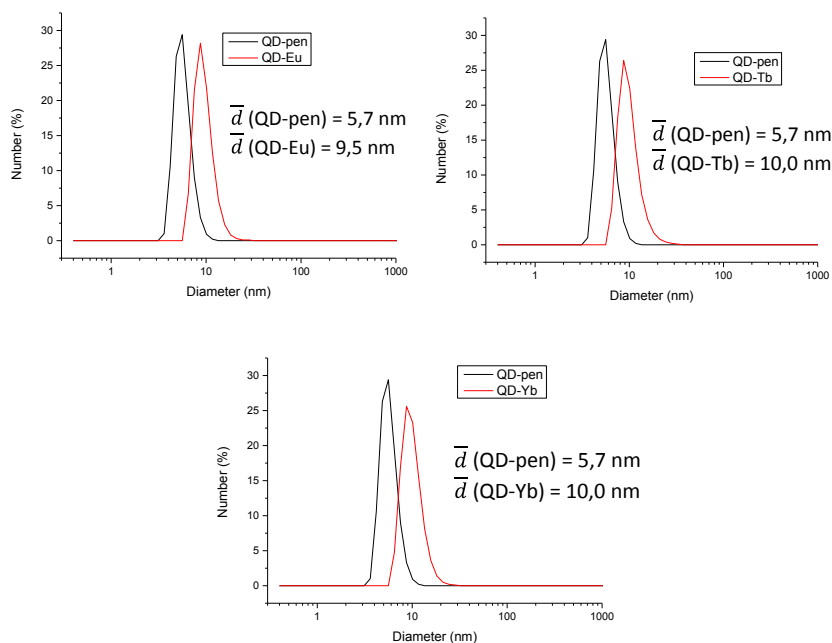 QD-pen
QD-Eu
d (QD-pen) = 5,7 nm
d (QD-Eu) = 9,5 nm
Number (%)
30
25
20
15
10
5
0
1
10
100
1000
Diameter (nm)
QD-pen
QD-Tb
d (QD-pen) = 5,7 nm
d (QD-Tb) = 10,0 nm
Number (%)
30
25
20
15
10
5
0
1
10
100
1000
Diameter (nm)
QD-pen
QD-Yb
d (QD-pen) = 5,7 nm
d (QD-Yb) = 10,0 nm
Number (%)
30
25
20
15
10
5
0
1
10
100
1000
Diameter (nm)